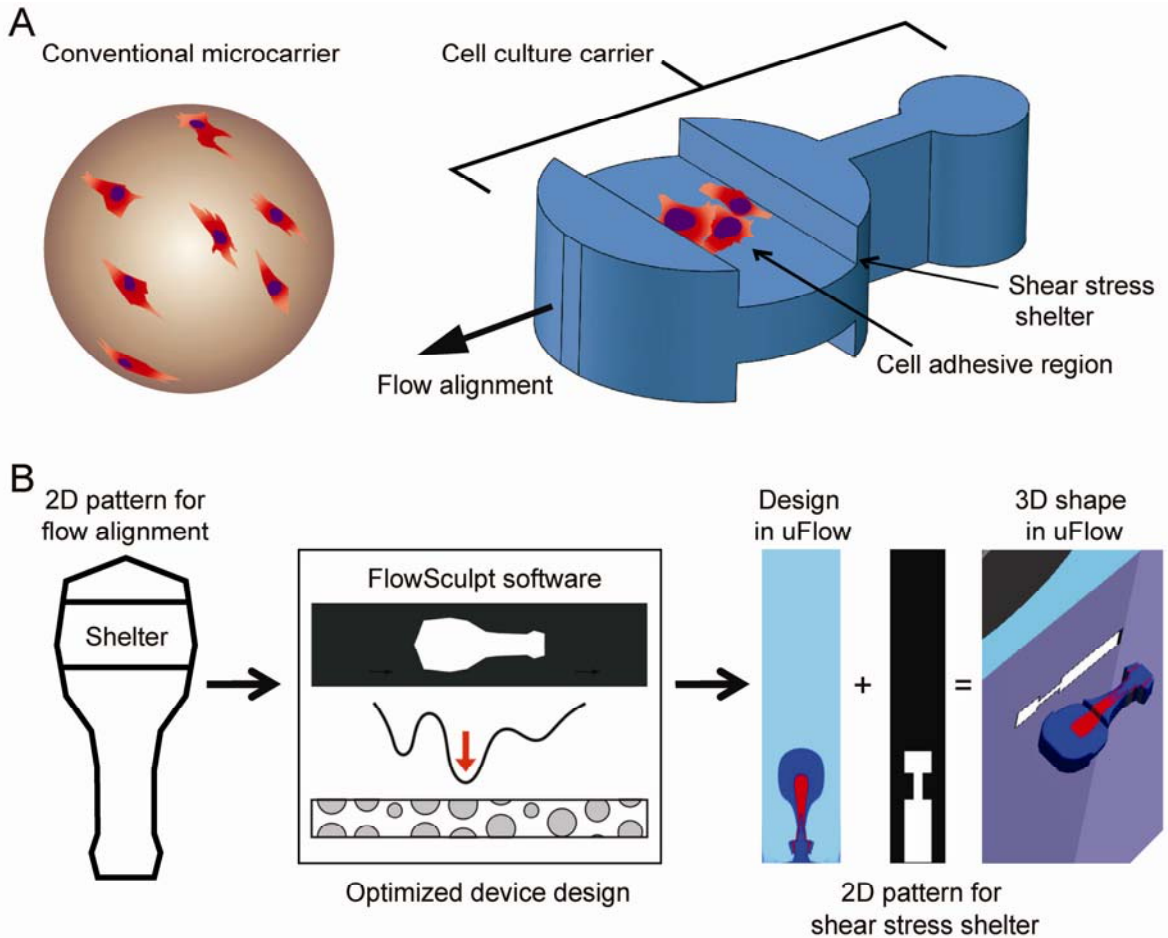 A
Conventional microcarrier
Cell culture carrier
Shear stress
shelter
Cell adhesive region
Flow alignment
B
2D pattern for
flow alignment
Shelter
FlowSculpt software
Optimized device design
Design
in uFlow
+
=
3D shape
in uFlow
2D pattern for
shear stress shelter